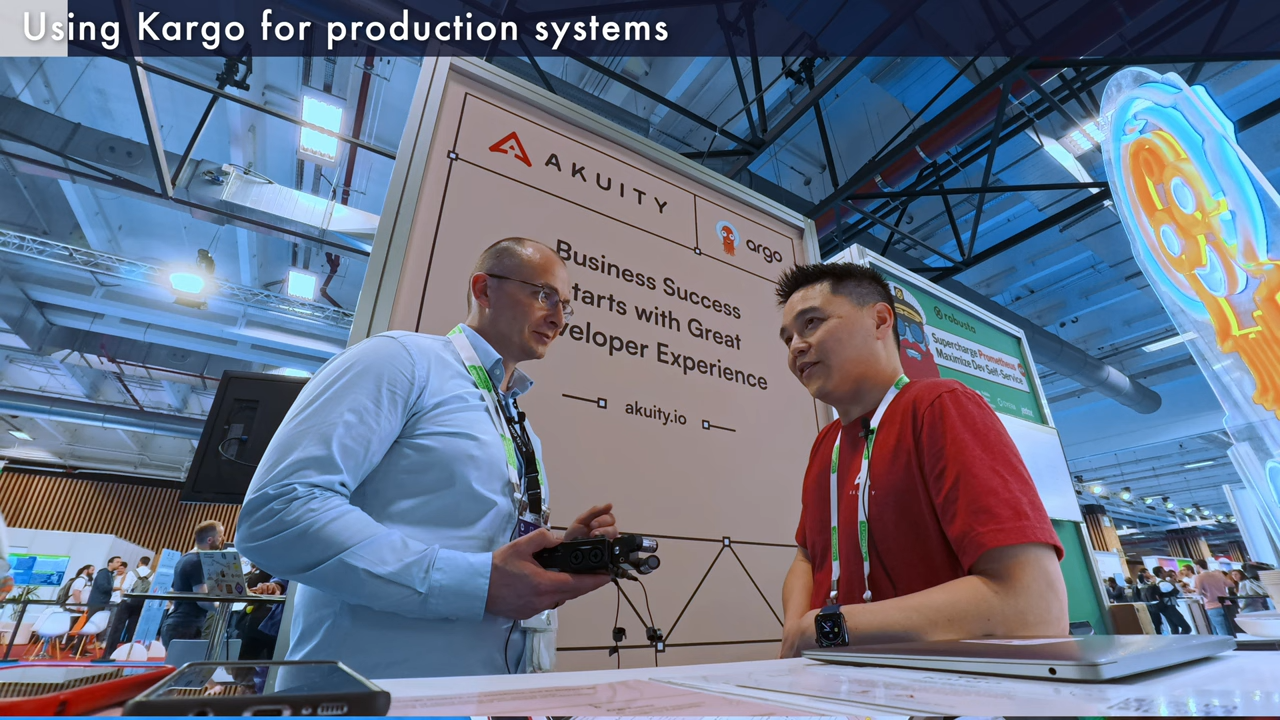 Using Kargo for production systems
AKUITY
argo
Business Success
tarts with Great
veloper Experience
akuity.io
robusta
Supercharge Prometheus
Maximize Dev Self-Service